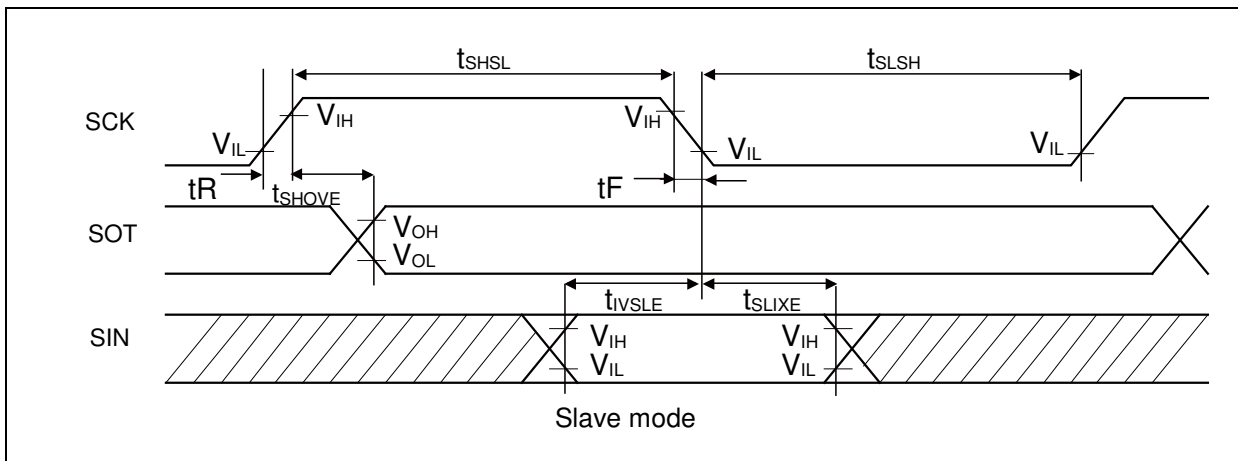 tSHSL
tSLSH
SCK
VIH
VIH
VIL
VIL
VIL
tR
tSHOVE
tF
SOT
VOH
VOL
tIVSLE
tSLIXE
SIN
VIH
VIH
VIL
VIL
Slave mode